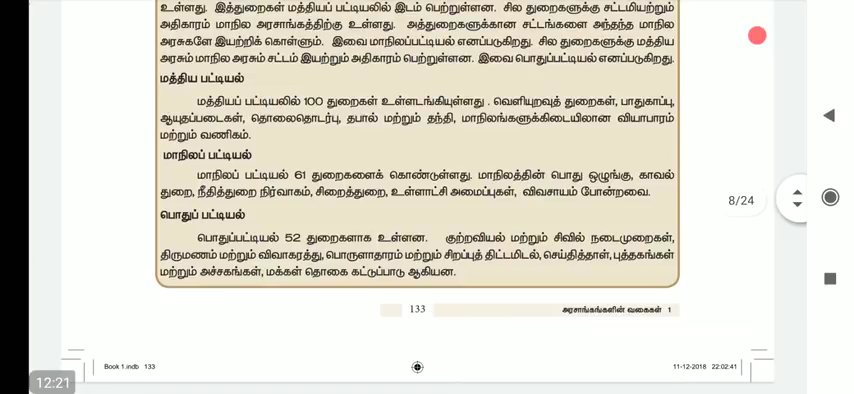 உள்ளது. இத்துறைகள் மத்தியப் பட்டியலில் இடம் பெற்றுள்ளன. சில துறைகளுக்கு சட்டமியற்றும்
அதிகாரம் மாநில அரசாங்கத்திற்கு உள்ளது. அத்துறைகளுக்கான சட்டங்களை அந்தந்த மாநில
அரசுகளே இயற்றிக் கொள்ளும். இவை மாநிலப்பட்டியல் எனப்படுகிறது. சில துறைகளுக்கு மத்திய
அரசும் மாநில அரசும் சட்டம் இயற்றும் அதிகாரம் பெற்றுள்ளன. இவை பொதுப்பட்டியல் எனப்படுகிறது.
மத்திய பட்டியல்
மத்தியப் பட்டியலில் 100 துறைகள் உள்ளடங்கியுள்ளது . வெளியுறவுத் துறைகள், பாதுகாப்பு,
ஆயுதப்படைகள், தொலைதொடர்பு, தபால் மற்றும் தந்தி, மாநிலங்களுக்கிடையிலான வியாபாரம்
மற்றும் வணிகம்.
மாநிலப் பட்டியல்
மாநிலப் பட்டியல் 61 துறைகளைக் கொண்டுள்ளது. மாநிலத்தின் பொது ஒழுங்கு, காவல்
துறை, நீதித்துறை நிர்வாகம், சிறைத்துறை, உள்ளாட்சி அமைப்புகள், விவசாயம் போன்றவை.
8/24
பொதுப் பட்டியல்
பொதுப்பட்டியல் 52 துறைகளாக உள்ளன. குற்றவியல் மற்றும் சிவில் நடைமுறைகள்,
திருமணம் மற்றும் விவாகரத்து, பொருளாதாரம் மற்றும் சிறப்புத் திட்டமிடல், செய்தித்தாள், புத்தகங்கள்
மற்றும் அச்சகங்கள், மக்கள் தொகை கட்டுப்பாடு ஆகியன.
133 அரசாங்கங்களின் வகைகள் 1
Book 1.indb 133 11-12-2018 22:02:41
12:21